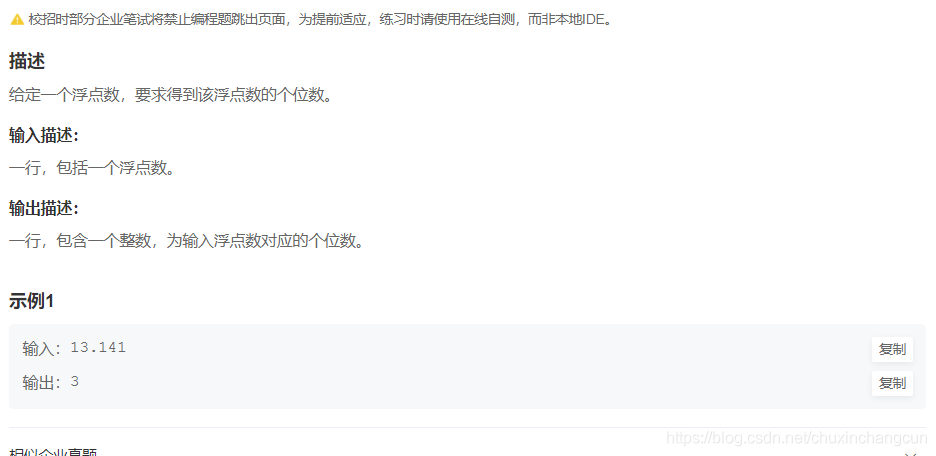 校招时部分企业笔试将禁止编程题跳出页面，为提前适应，练习时请使用在线自测，而非本地IDE。
描述
给定一个浮点数，要求得到该浮点数的个位数。
输入描述：
一行，包括一个浮点数。
输出描述：
一行，包含一个整数，为输入浮点数对应的个位数。
示例1
输入：13.141
复制
输出：3
复制
https://blog.csdn.net/chuxinchangcun
相似企业真题